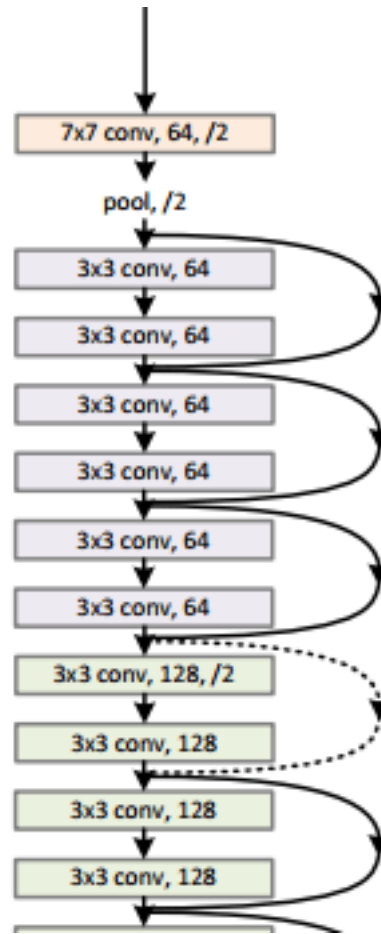 7x7 conv, 64, /2
pool, /2
3x3 conv, 64
3x3 conv, 64
3x3 conv, 64
3x3 conv, 64
3x3 conv, 64
3x3 conv, 64
3x3 conv, 128, /2
3x3 conv, 128
3x3 conv, 128
3x3 conv, 128